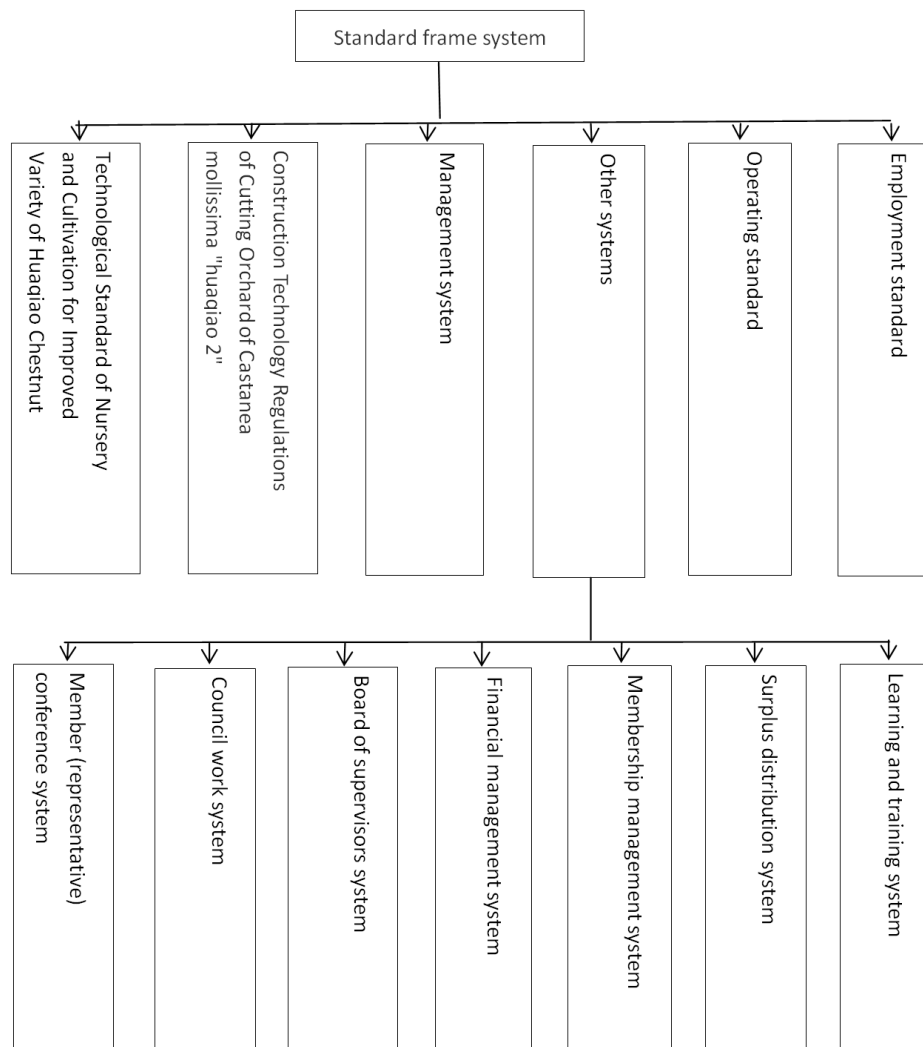 Standard frame system
Technological Standard of Nursery
and Cultivation for Improved
Variety of Huaqiao Chestnut
Construction Technology Regulations
of Cutting Orchard of Castanea
mollissima "huaqiao 2"
Management system
Other systems
Operating standard
Employment standard
Member (representative)
conference system
Council work system
Board of supervisors system
Financial management system
Membership management system
Surplus distribution system
Learning and training system